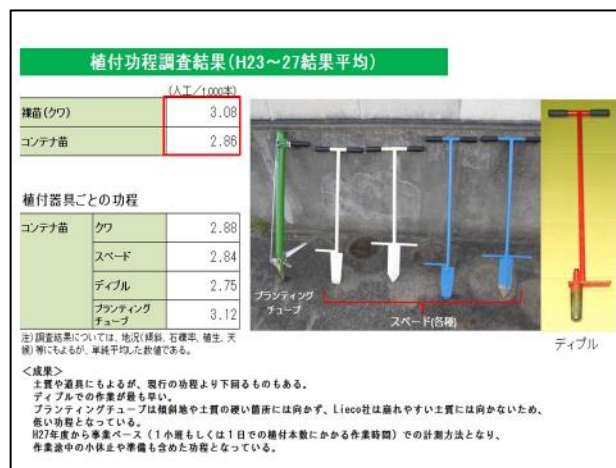 植付功程調査結果(H23～27結果平均)
(人工/1,000本)
裸苗(クワ) 3.08
コンテナ苗 2.86
植付器具ごとの功程
コンテナ苗 クワ 2.88
スペード 2.84
ディブル 2.75
プランティング
チューブ 3.12
プランティング
チューブ
スペード(各種)
ディブル
注)調査結果については、地況(傾斜、石礫率、植生、天
候)等にもよるが、単純平均した数値である。
＜成果＞
土質や道具にもよるが、現行の功程より下回るものもある。
ディブルでの作業が最も早い。
プランティングチューブは傾斜地や土質の硬い箇所には向かず、Lieco社は崩れやすい土質には向かないため、
低い功程となっている。
H27年度から事業ベース(1小班もしくは1日での植付本数にかかる作業時間)での計測方法となり、
作業途中の小休止や準備も含めた功程となっている。